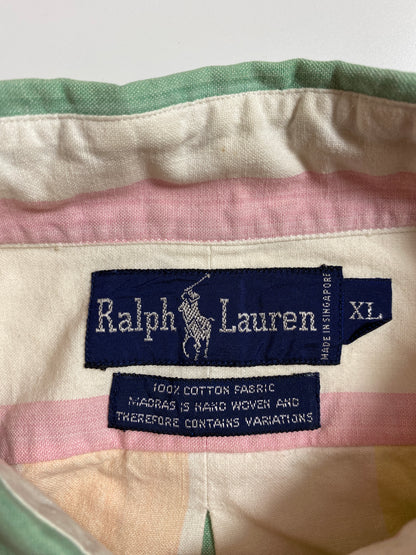 Ralph Lauren
MADE IN SINGAPORE
XL
100% COTTON FABRIC
MADRAS IS HAND WOVEN AND
THEREFORE CONTAINS VARIATIONS